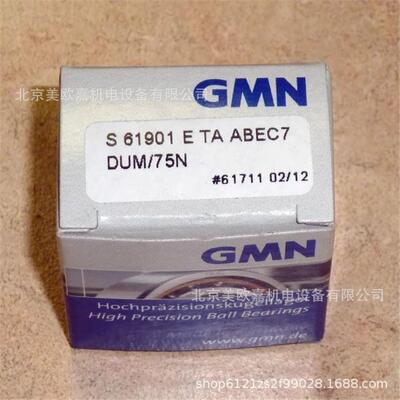 北京美欧嘉机电设备有限公司
GMN
S 61901 E TA ABEC7
DUM/75N
#61711 02/12
GMN
北京美欧嘉机电设备有限公司
Hochpräzisionskugellager
High Precision Ball Bearings
www.gmn.de
shop6121zs2f99028.1688.com